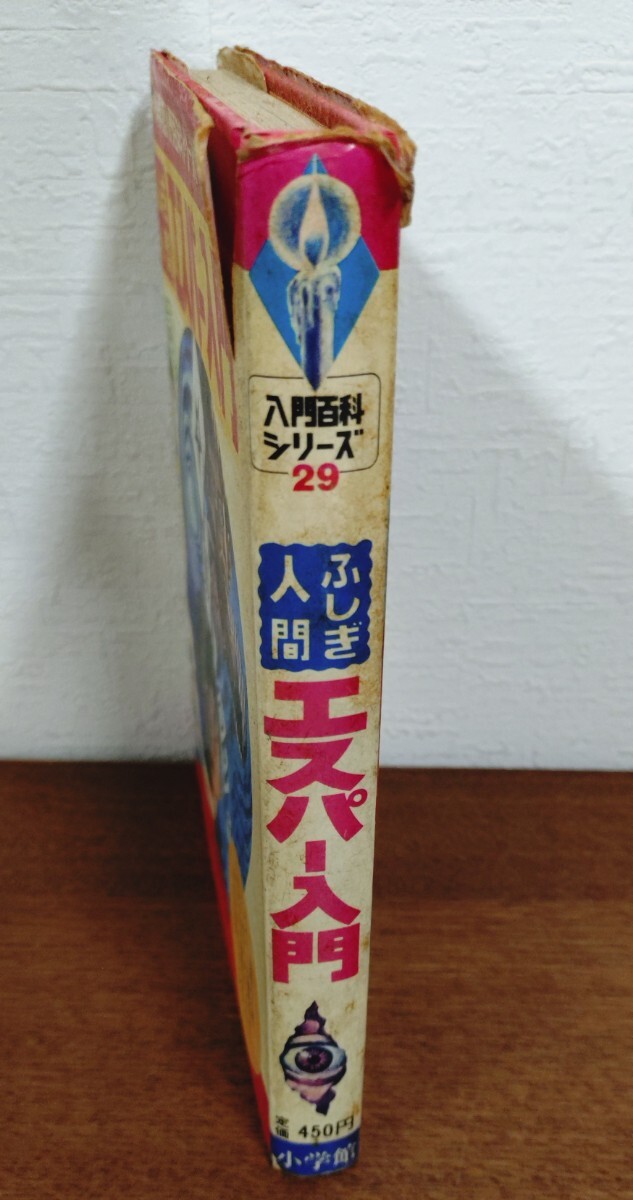 入門百科
シリーズ
29
ふしぎ
人間
エスパー入門
定価 450円
小学館